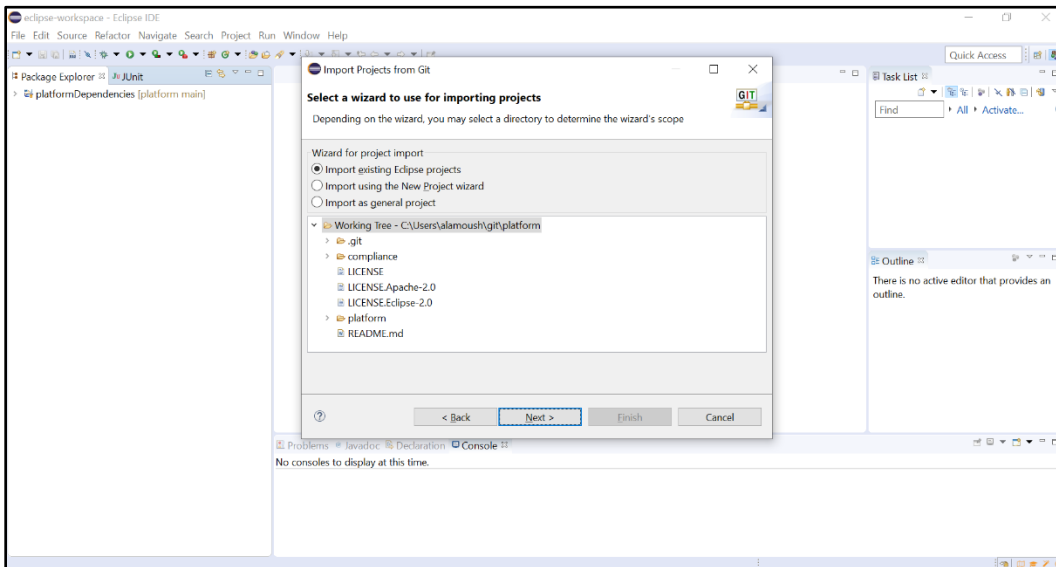 eclipse-workspace - Eclipse IDE
File Edit Source Refactor Navigate Search Project Run Window Help
Quick Access
Package Explorer
JUnit
platformDependencies [platform main]
Import Projects from Git
Select a wizard to use for importing projects
GIT
Depending on the wizard, you may select a directory to determine the wizard's scope
Wizard for project import
Import existing Eclipse projects
Import using the New Project wizard
Import as general project
Working Tree - C:\Users\alamoush\git\platform
.git
compliance
LICENSE
LICENSE.Apache-2.0
LICENSE.Eclipse-2.0
platform
README.md
< Back Next > Finish Cancel
Task List
Find All Activate...
Outline
There is no active editor that provides an
outline.
Problems Javadoc Declaration Console
No consoles to display at this time.